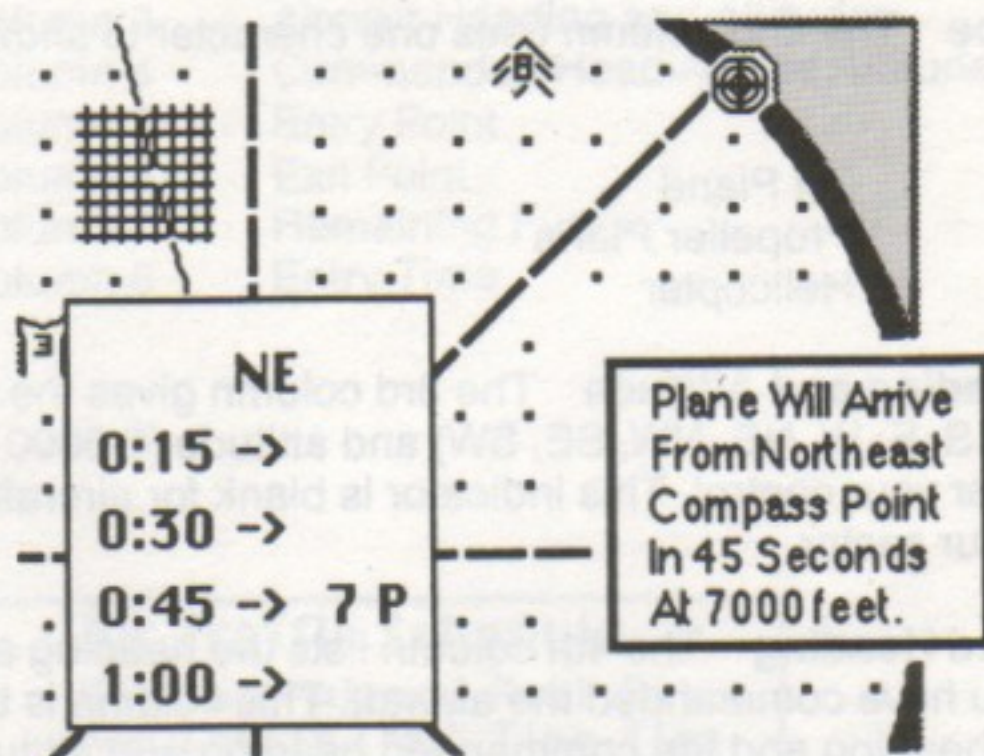 NE
0:15 ->
0:30 ->
0:45 -> 7 P
1:00 ->
Plane Will Arrive
From Northeast
Compass Point
In 45 Seconds
At 7000 feet.